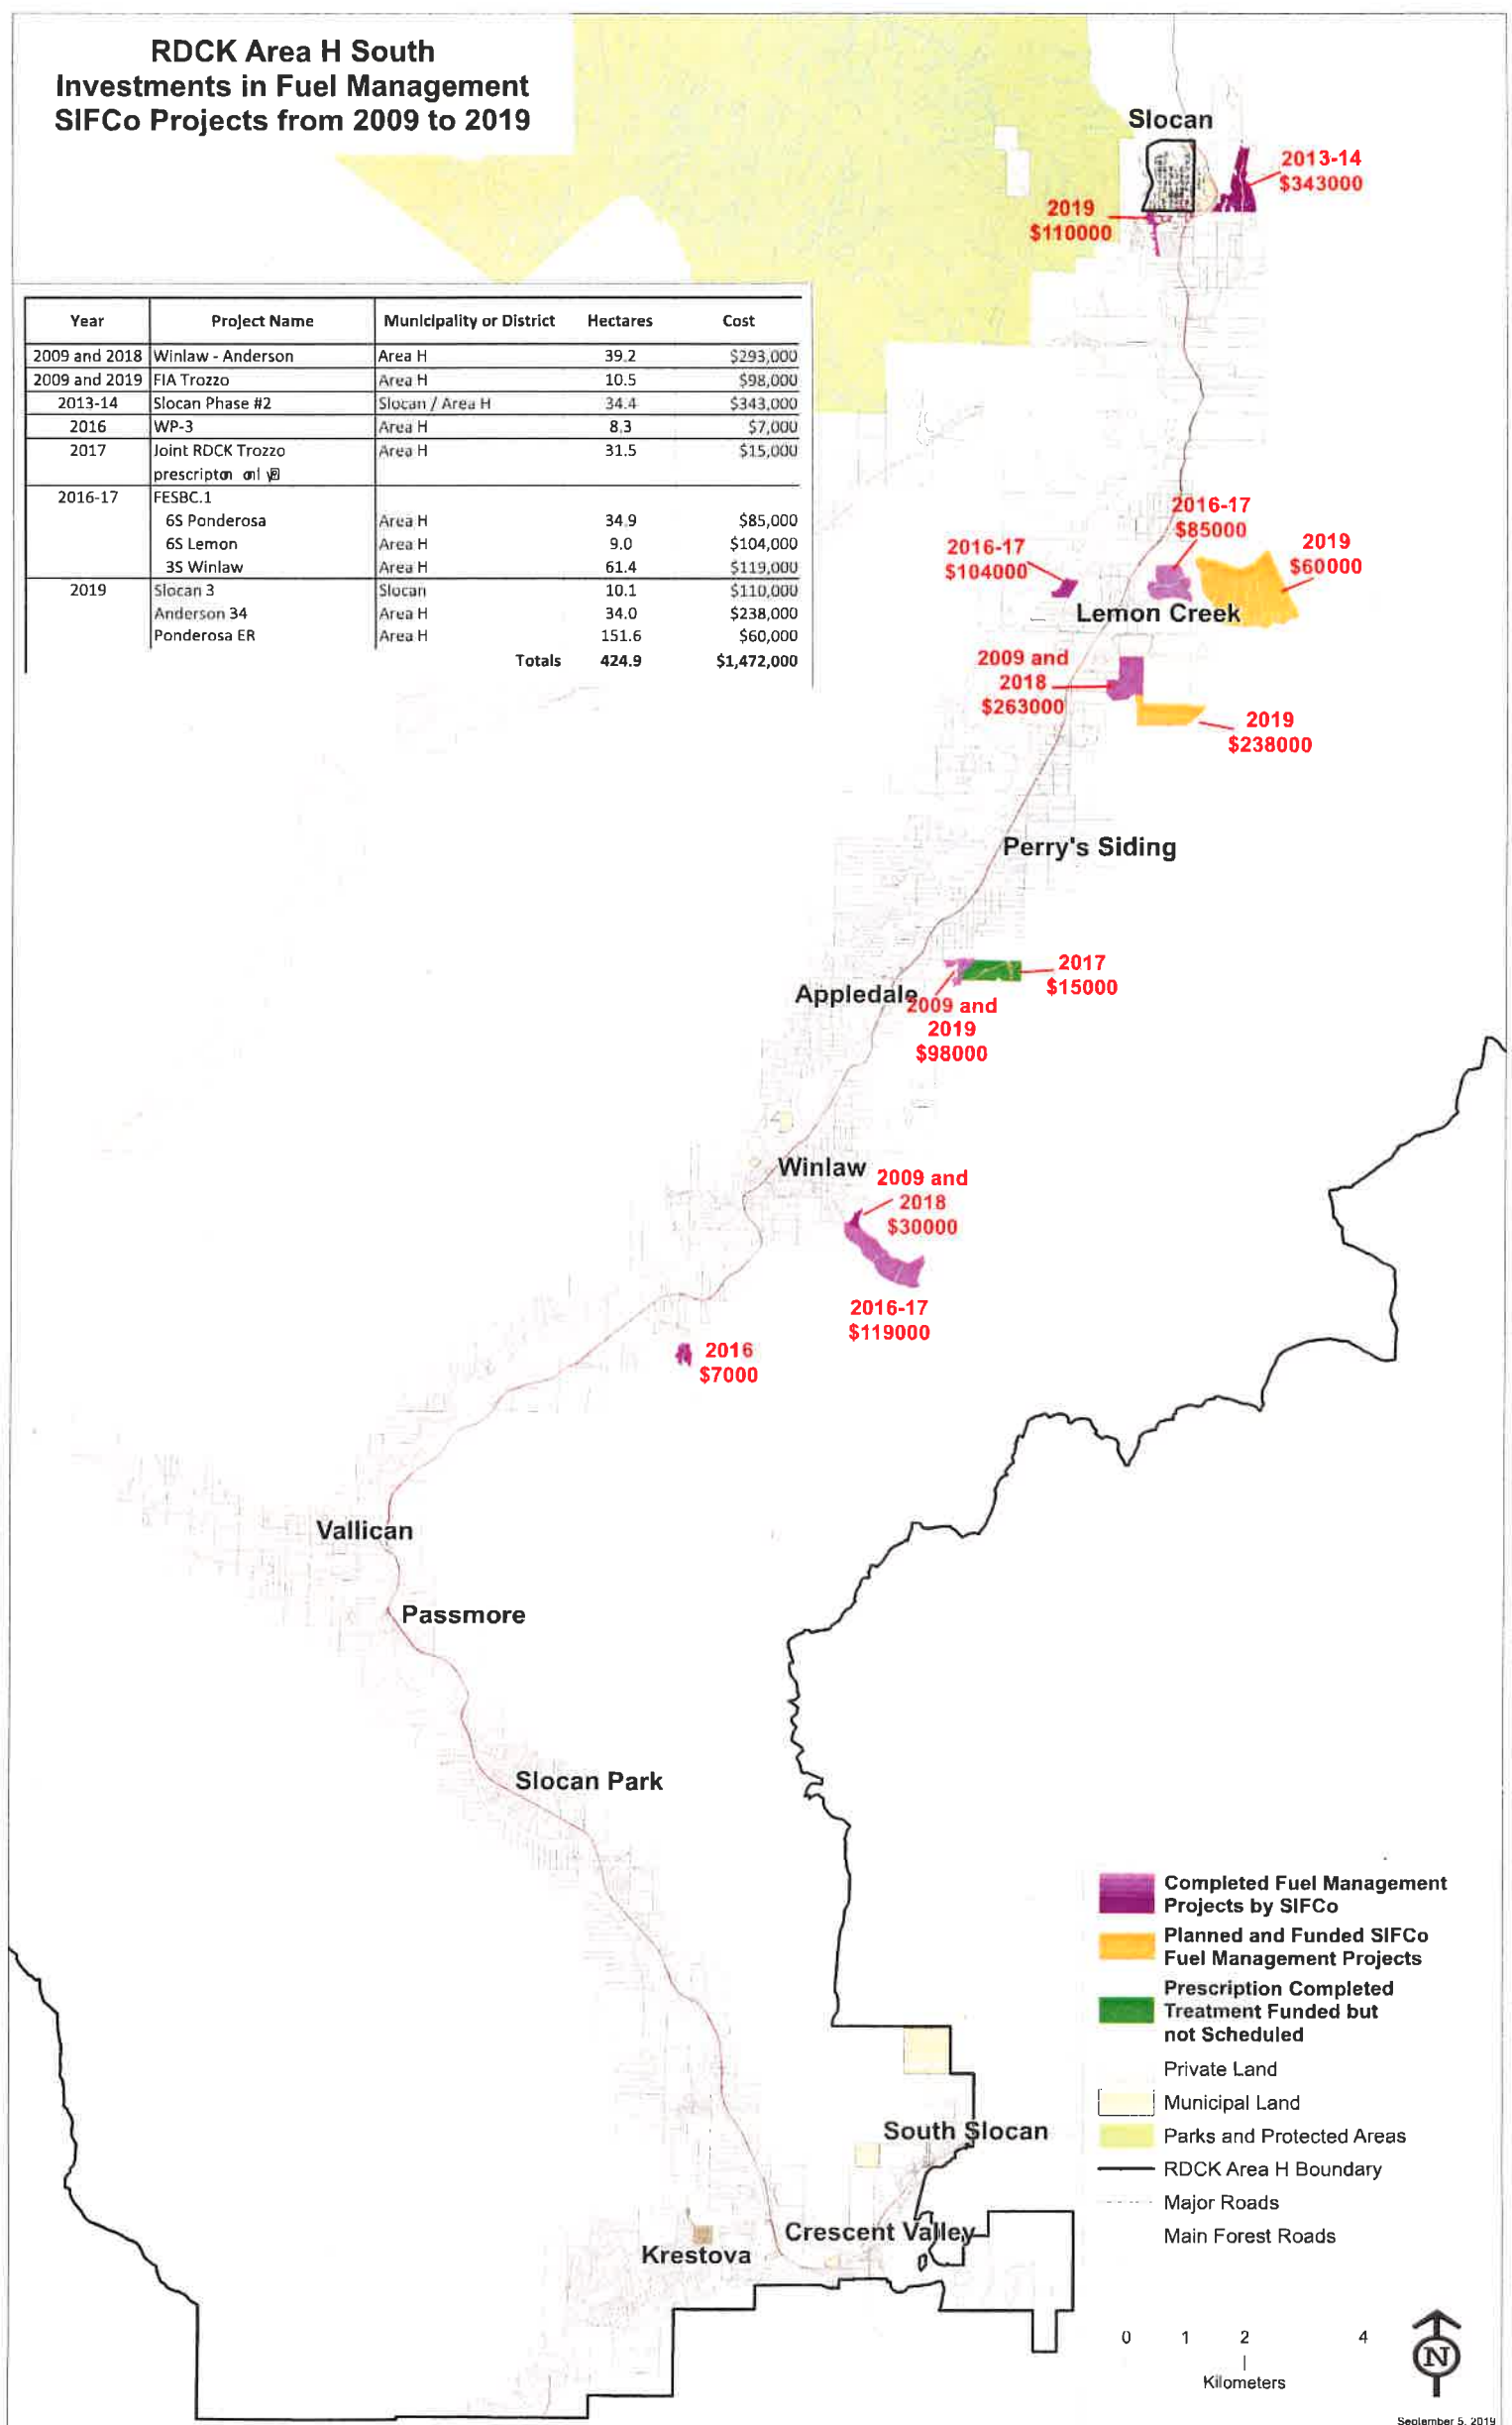 RDCK Area H South
Investments in Fuel Management
SIFCo Projects from 2009 to 2019
Year Project Name Municipality or District Hectares Cost
2009 and 2018 Winlaw - Anderson Area H 39.2 $293,000
2009 and 2019 FIA Trozzo Area H 10.5 $98,000
2013-14 Slocan Phase #2 Slocan / Area H 34.4 $343,000
2016 WP-3 Area H 8.3 $7,000
2017 Joint RDCK Trozzo Area H 31.5 $15,000
2016-17 FESBC.1
6S Ponderosa Area H 34.9 $85,000
6S Lemon Area H 9.0 $104,000
3S Winlaw Area H 61.4 $119,000
2019 Slocan 3 Slocan 10.1 $110,000
Anderson 34 Area H 34.0 $238,000
Ponderosa ER Area H 151.6 $60,000
Totals 424.9 $1,472,000
Slocan
2013-14
$343000
2019
$110000
2016-17
$85000
2016-17
$104000
2019
$60000
Lemon Creek
2009 and
2018
$263000
2019
$238000
Perry's Siding
2017
$15000
Appledale
2009 and
2019
$98000
Winlaw
2009 and
2018
$30000
2016-17
$119000
2016
$7000
Vallican
Passmore
Slocan Park
South Slocan
Crescent Valley
Krestova
Completed Fuel Management
Projects by SIFCo
Planned and Funded SIFCo
Fuel Management Projects
Prescription Completed
Treatment Funded but
not Scheduled
Private Land
Municipal Land
Parks and Protected Areas
RDCK Area H Boundary
Major Roads
Main Forest Roads
0 1 2 4
Kilometers
N
September 5, 2019